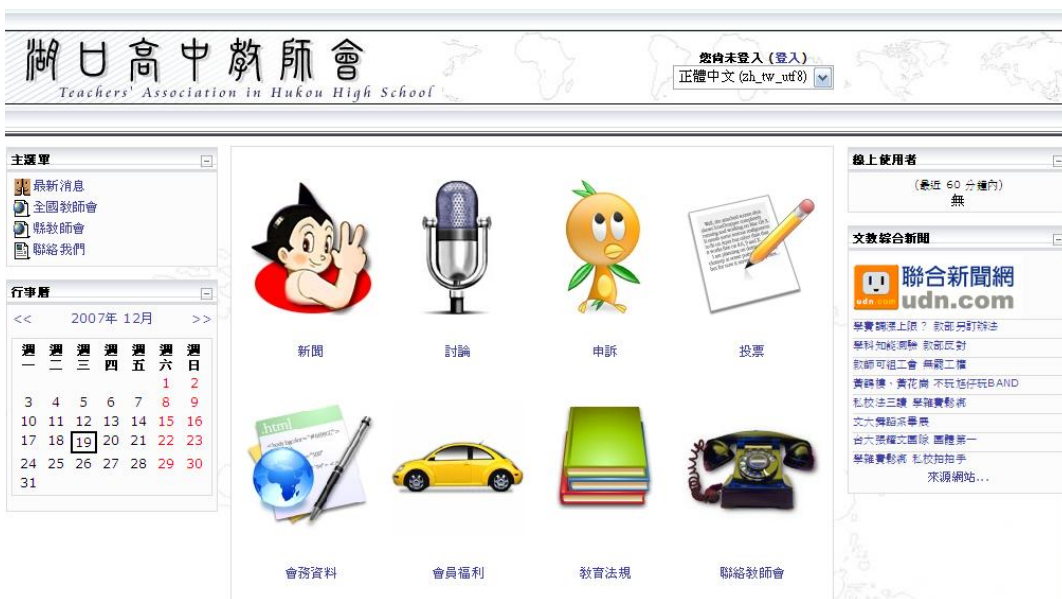 湖口高中教師會
Teachers' Association in Hukou High School
您尚未登入 (登入)
正體中文 (zh_tw_utf8)
主選單
最新消息
全國教師會
縣教師會
聯絡我們
行事曆
<< 2007年 12月 >>
週一 週二 週三 週四 週五 週六 週日
1 2
3 4 5 6 7 8 9
10 11 12 13 14 15 16
17 18 19 20 21 22 23
24 25 26 27 28 29 30
31
新聞 討論 申訴 投票
.html
會務資料 會員福利 教育法規 聯絡教師會
線上使用者
(最近 60 分鐘內)
無
文教綜合新聞
聯合新聞網
udn.com
udn.com
學費調漲上限? 教部另訂辦法
學科知能測驗 教部反對
教師可組工會 無罷工權
黃鶴樓、黃花崗 不玩尪仔玩BAND
私校法三讀 學雜費鬆綁
文大舞蹈系畢展
台大張耀文團隊 團體第一
學雜費鬆綁 私校拍拍手
來源網站...